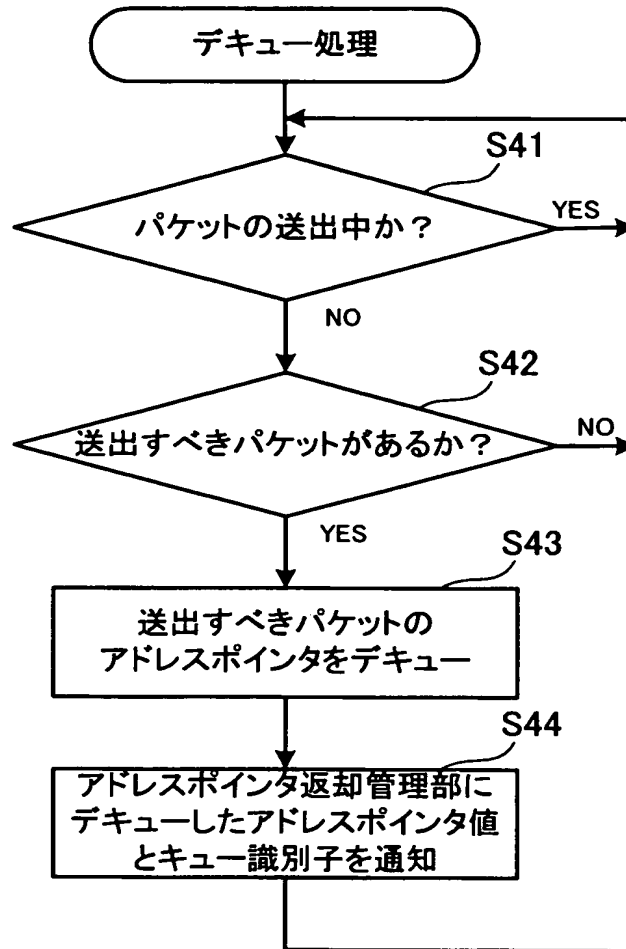 デキュー処理
S41
パケットの送出中か？
YES
NO
S42
送出すべきパケットがあるか？
NO
YES
S43
送出すべきパケットの
アドレスポインタをデキュー
S44
アドレスポインタ返却管理部に
デキューしたアドレスポインタ値
とキュー識別子を通知